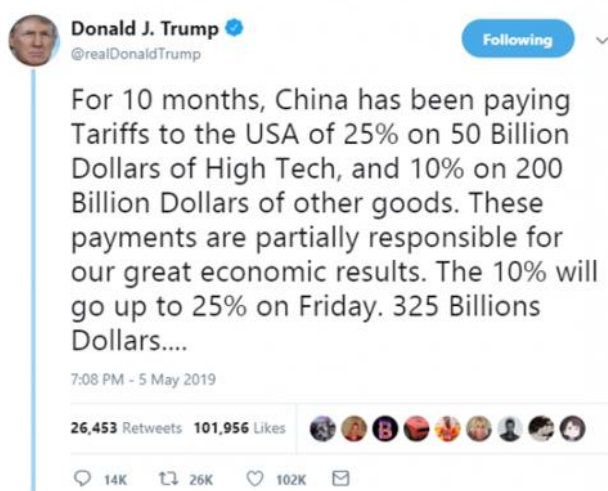 Donald J. Trump
Following
@realDonaldTrump
For 10 months, China has been paying
Tariffs to the USA of 25% on 50 Billion
Dollars of High Tech, and 10% on 200
Billion Dollars of other goods. These
payments are partially responsible for
our great economic results. The 10% will
go up to 25% on Friday. 325 Billions
Dollars....
7:08 PM - 5 May 2019
26,453 Retweets 101,956 Likes
B
14K 26K 102K